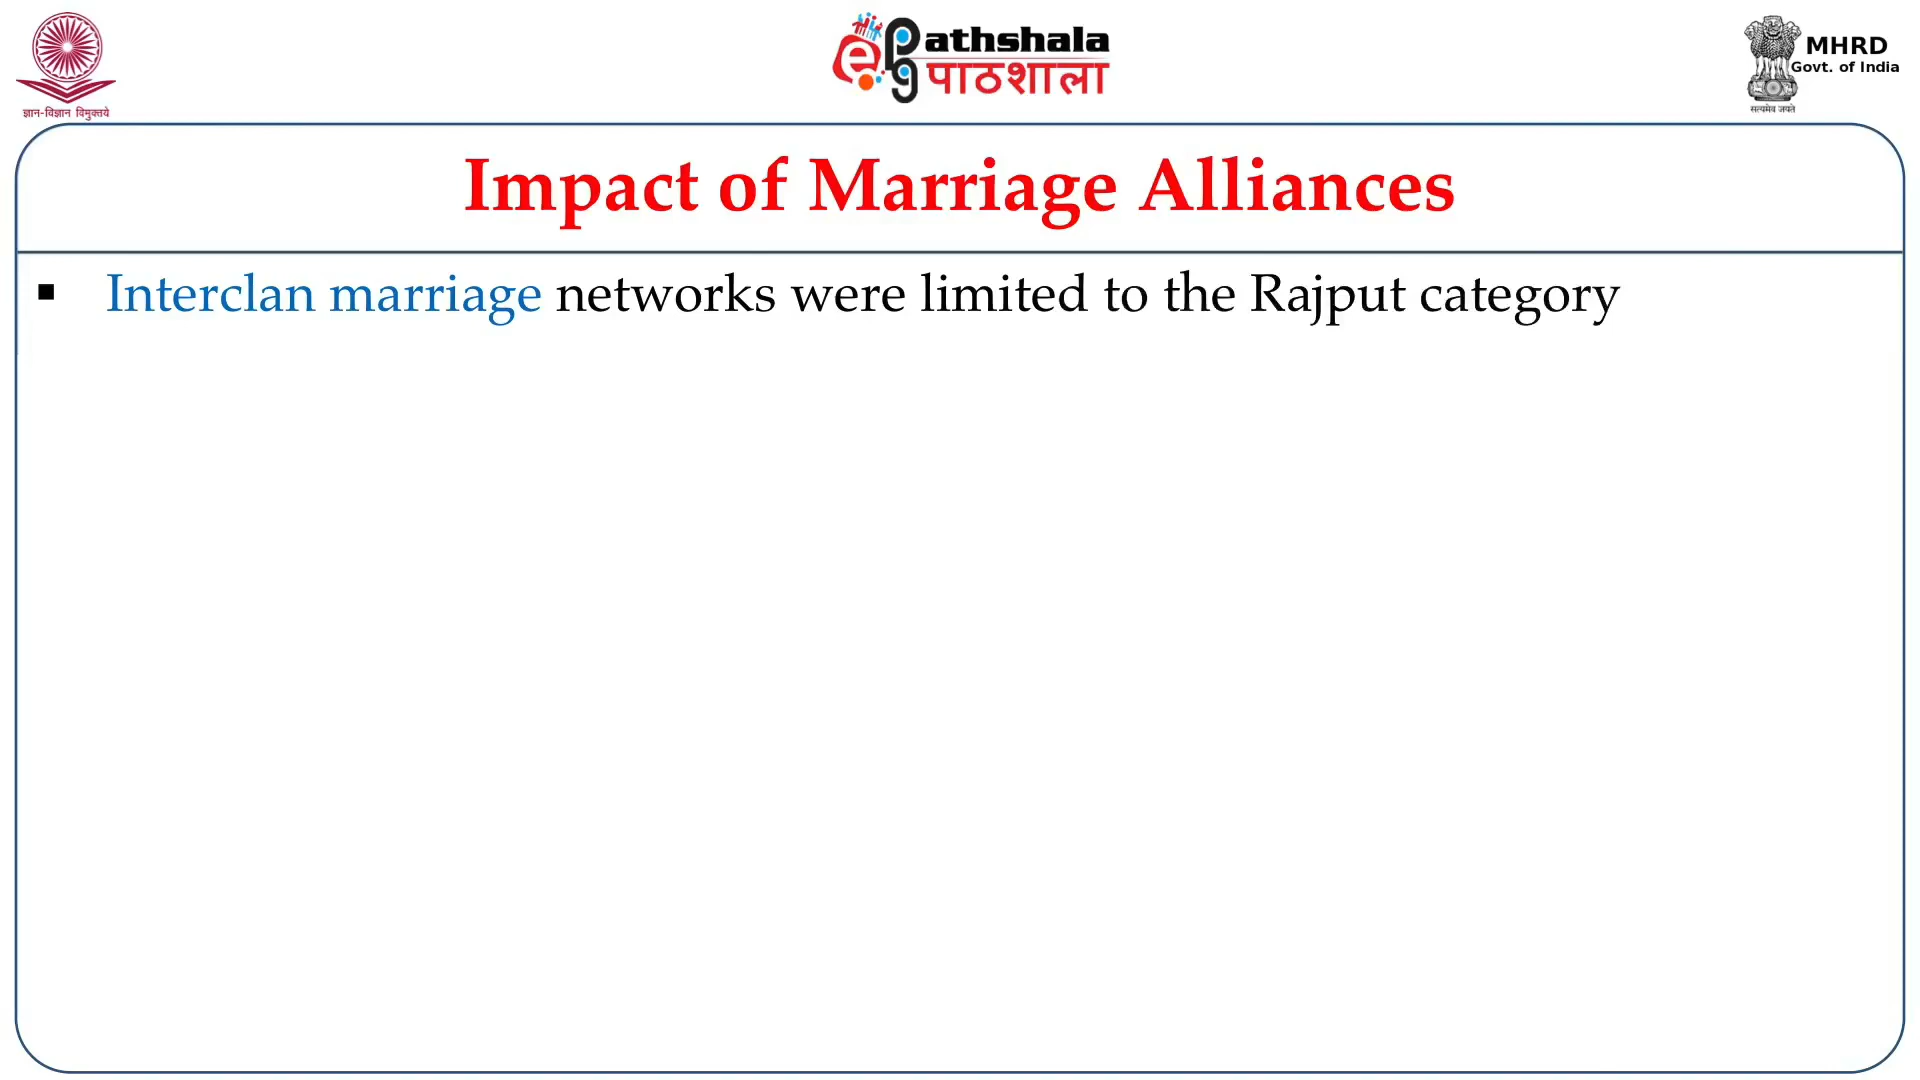 ज्ञान-विज्ञान विमुक्तये
e Pathshala
पाठशाला
MHRD
Govt. of India
सत्यमेव जयते
Impact of Marriage Alliances
▪ Interclan marriage networks were limited to the Rajput category